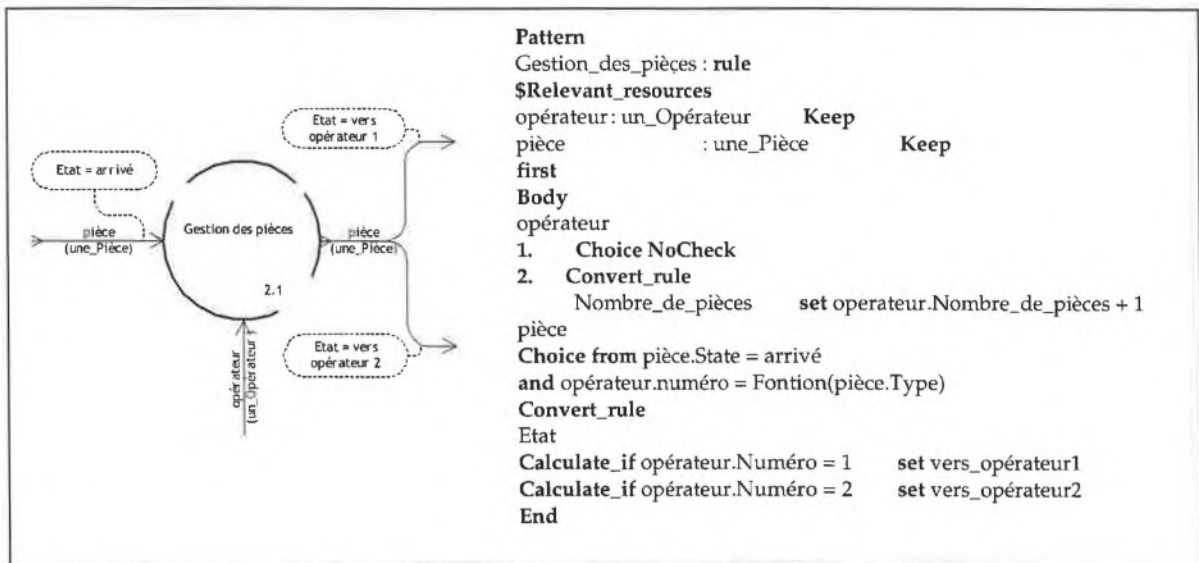 Etat = arrivé
pièce
(une_Pièce)
Gestion des pièces
2.1
opérateur
(un_Opérateur)
pièce
(une_Pièce)
Etat = vers
opérateur 1
Etat = vers
opérateur 2
Pattern
Gestion_des_pièçes : rule
$Relevant_resources
opérateur : un_Opérateur Keep
pièce : une_Pièce Keep
first
Body
opérateur
1. Choice NoCheck
2. Convert_rule
Nombre_de_pièces set operateur.Nombre_de_pièces + 1
pièce
Choice from pièce.State = arrivé
and opérateur.numéro = Fontion(pièce.Type)
Convert_rule
Etat
Calculate_if opérateur.Numéro = 1 set vers_opérateur1
Calculate_if opérateur.Numéro = 2 set vers_opérateur2
End